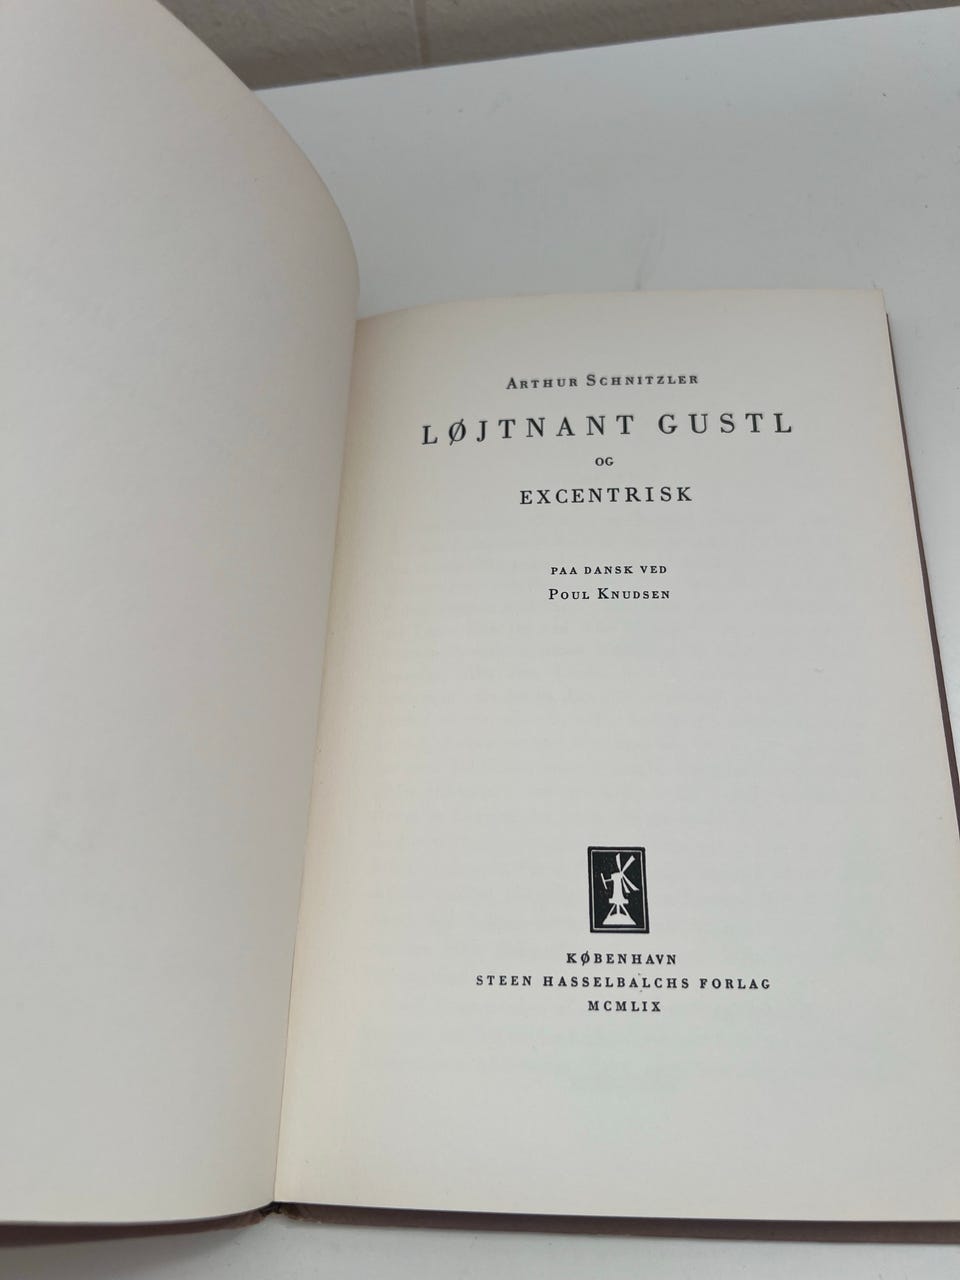 ARTHUR SCHNITZLER
LØJTNANT GUSTL
OG
EXCENTRISK
PAA DANSK VED
POUL KNUDSEN
KØBENHAVN
STEEN HASSELBALCHS FORLAG
MCMLIX